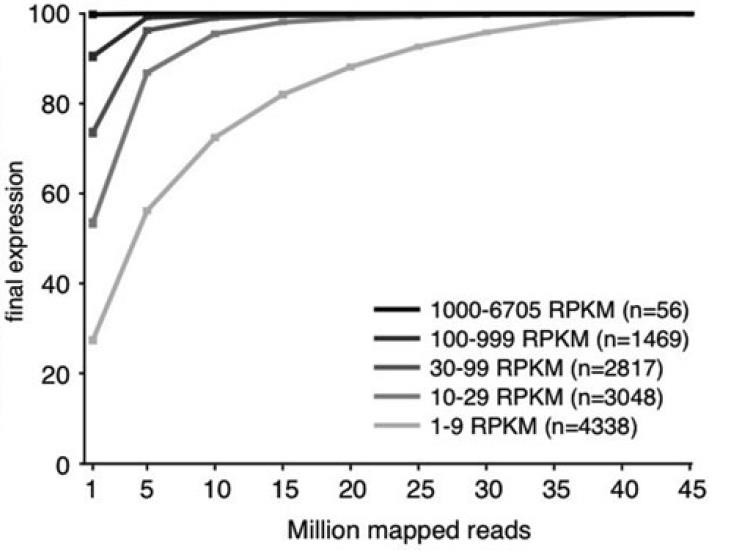 100
80
60
40
20
0
final expression
1000-6705 RPKM (n=56)
100-999 RPKM (n=1469)
30-99 RPKM (n=2817)
10-29 RPKM (n=3048)
1-9 RPKM (n=4338)
1 5 10 15 20 25 30 35 40 45
Million mapped reads